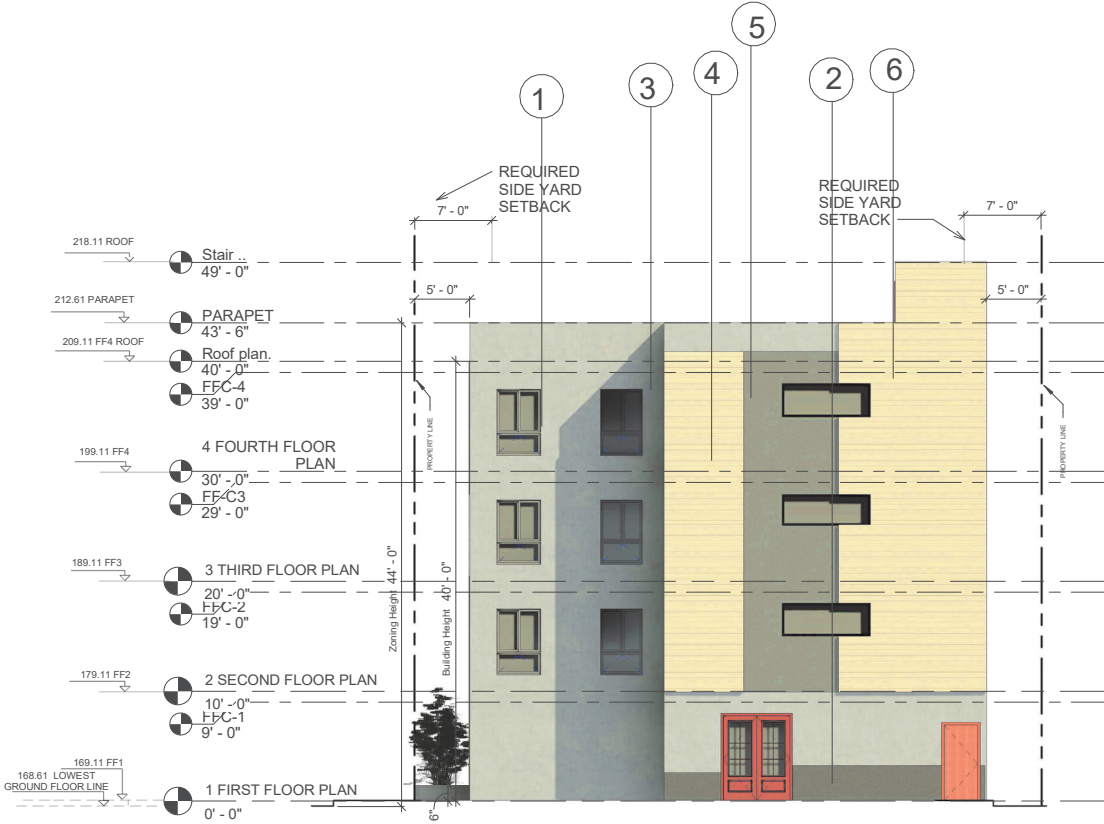 5
3
4
2
6
1
REQUIRED
SIDE YARD
SETBACK
7' - 0"
REQUIRED
SIDE YARD
SETBACK
7' - 0"
218.11 ROOF
Stair ..
49' - 0"
5' - 0"
5' - 0"
212.61 PARAPET
PARAPET
43' - 6"
209.11 FF4 ROOF
Roof plan.
40' - 0"
FFC-4
39' - 0"
PROPERTY LINE
PROPERTY LINE
199.11 FF4
4 FOURTH FLOOR
PLAN
30' - 0"
FF-C3
29' - 0"
189.11 FF3
3 THIRD FLOOR PLAN
20' - 0"
FFC-2
19' - 0"
Zoning Height 44' - 0"
Building Height 40' - 0"
179.11 FF2
2 SECOND FLOOR PLAN
10' - 0"
FFC-1
9' - 0"
169.11 FF1
168.61 LOWEST
GROUND FLOOR LINE
1 FIRST FLOOR PLAN
0' - 0"
6"